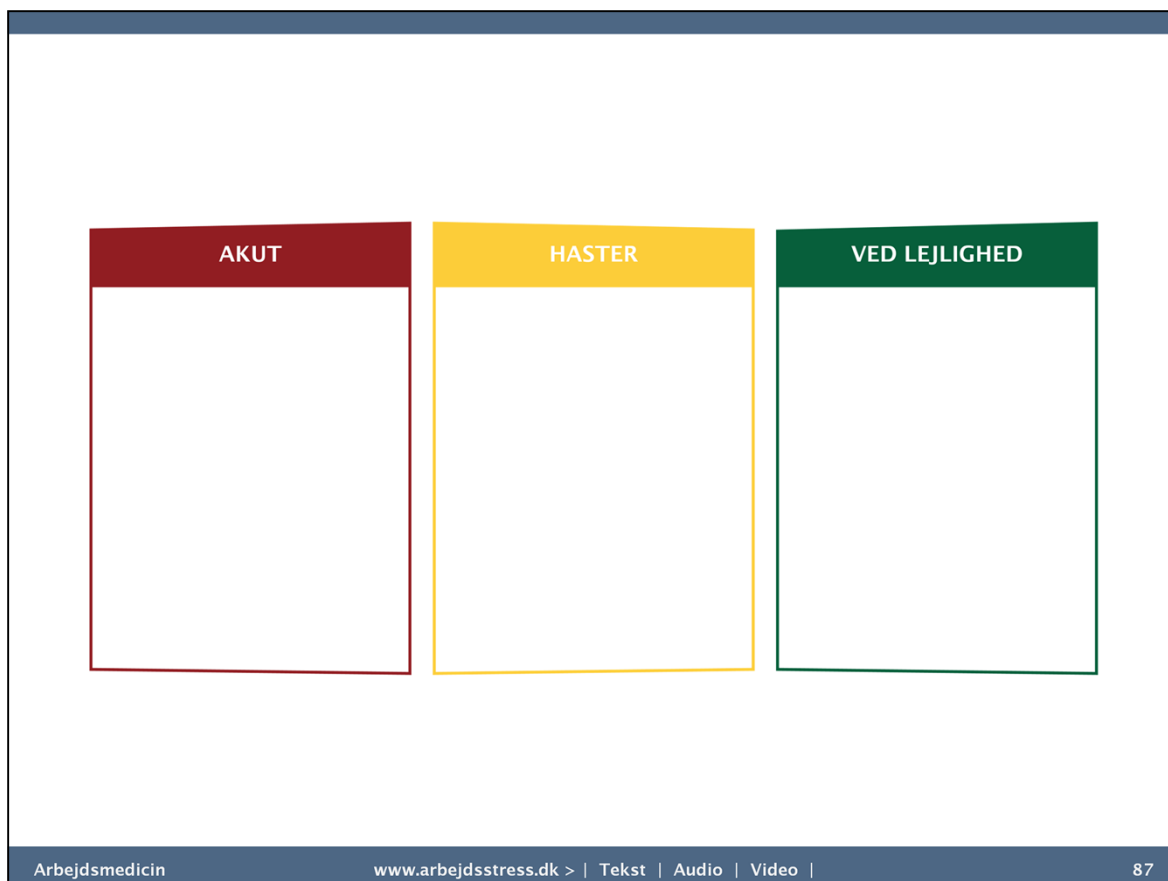 AKUT
HASTER
VED LEJLIGHED
Arbejdsmedicin www.arbejdsstress.dk > | Tekst | Audio | Video | 87